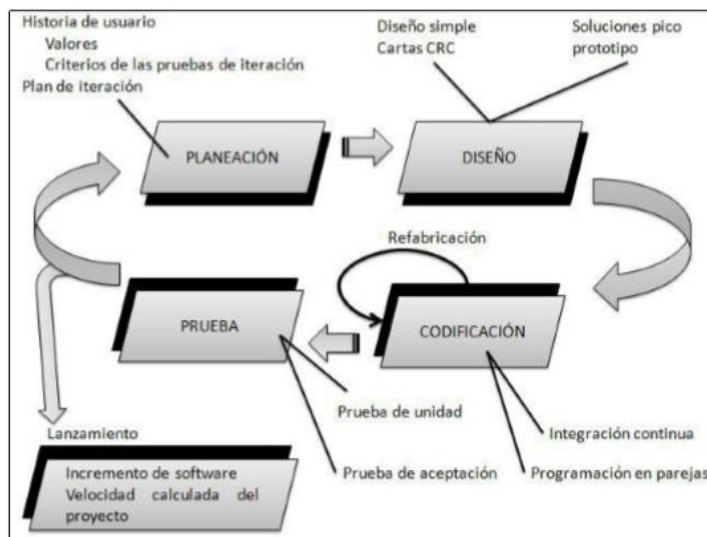 Historia de usuario
Valores
Criterios de las pruebas de iteración
Plan de iteración
Diseño simple
Cartas CRC
Soluciones pico
prototipo
PLANEACIÓN
DISEÑO
Refabricación
PRUEBA
CODIFICACIÓN
Prueba de unidad
Integración continua
Lanzamiento
Prueba de aceptación
Programación en parejas
Incremento de software
Velocidad calculada del
proyecto